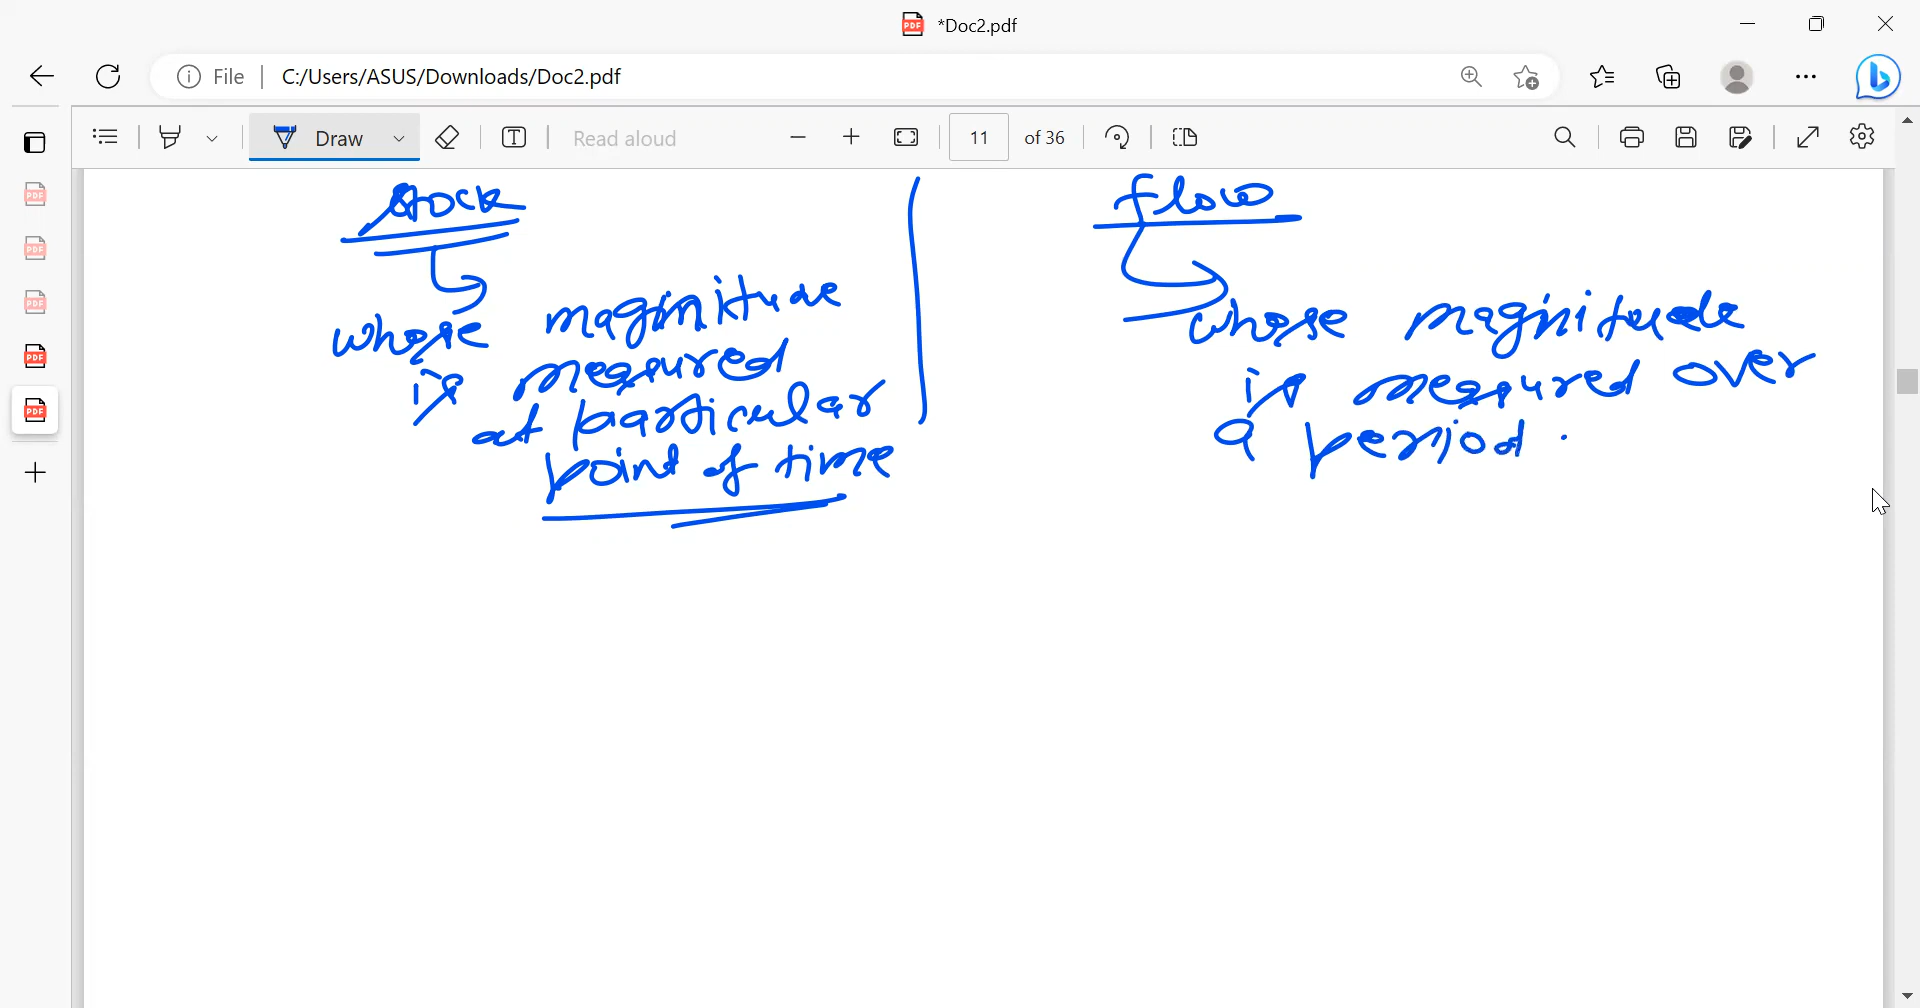 *Doc2.pdf
File | C:/Users/ASUS/Downloads/Doc2.pdf
Draw
Read aloud
11 of 36
stock
whose maginitude
is measured
at particular
point of time
flow
whose magnitude
is measured over
a period.